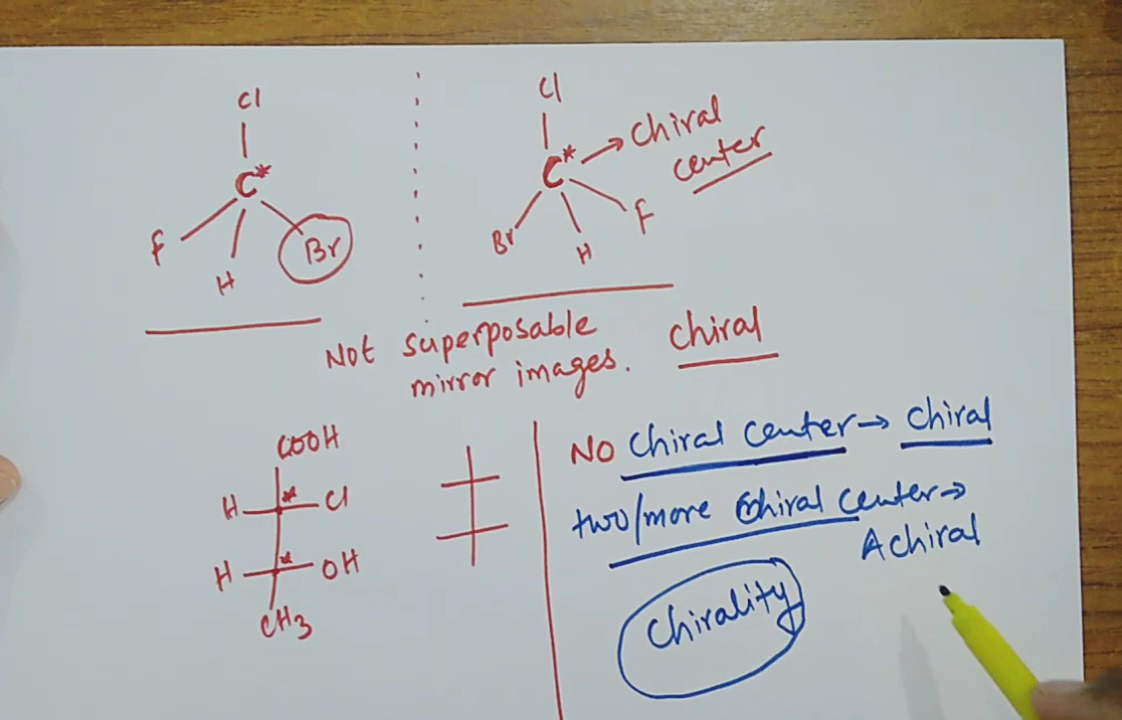 Cl
C*
F
H
Br
Cl
C*
Br
H
F
Chiral
center
Not superposable
mirror images.
chiral
COOH
H * Cl
H * OH
CH3
No Chiral Center → chiral
two/more Chiral Center →
Achiral
Chirality